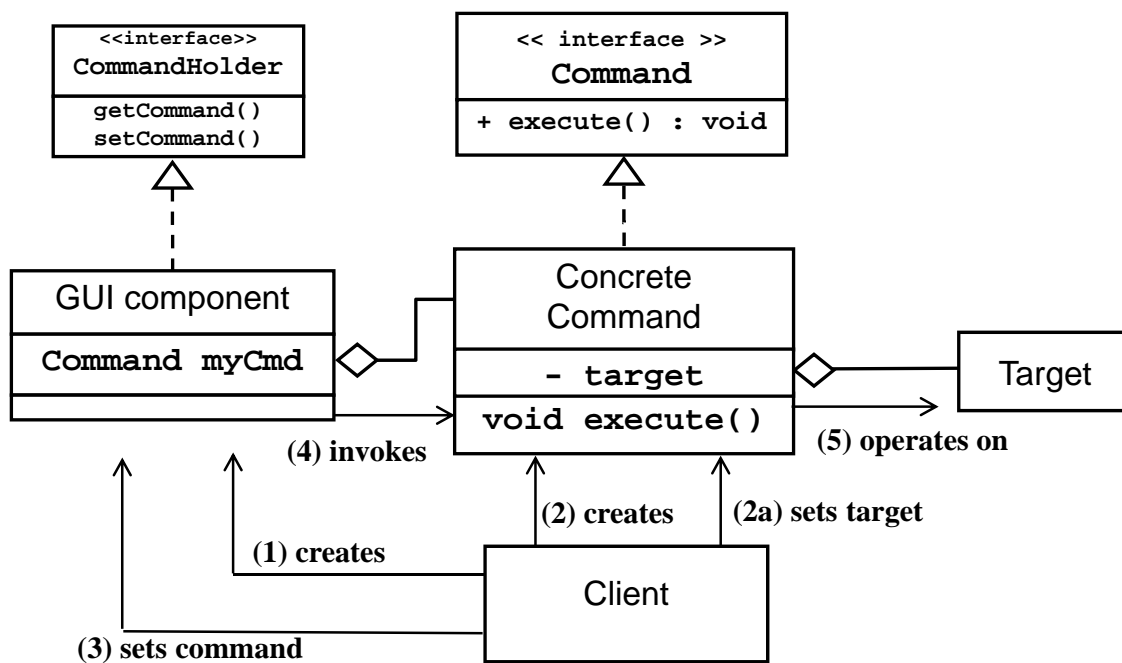 <<interface>>
CommandHolder
getCommand()
setCommand()
<< interface >>
Command
+ execute() : void
GUI component
Command myCmd
Concrete
Command
- target
void execute()
Target
(4) invokes
(5) operates on
(2) creates
(2a) sets target
(1) creates
Client
(3) sets command